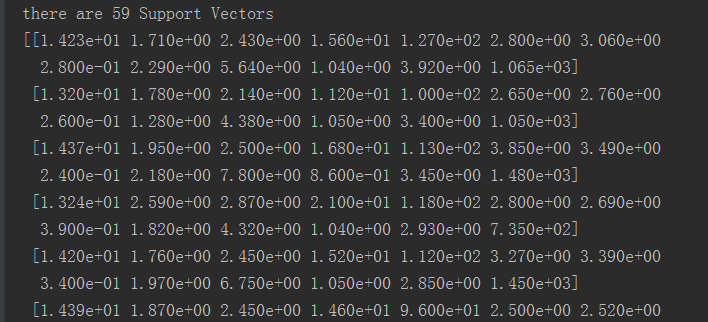 there are 59 Support Vectors
[[1.423e+01 1.710e+00 2.430e+00 1.560e+01 1.270e+02 2.800e+00 3.060e+00
2.800e-01 2.290e+00 5.640e+00 1.040e+00 3.920e+00 1.065e+03]
[1.320e+01 1.780e+00 2.140e+00 1.120e+01 1.000e+02 2.650e+00 2.760e+00
2.600e-01 1.280e+00 4.380e+00 1.050e+00 3.400e+00 1.050e+03]
[1.437e+01 1.950e+00 2.500e+00 1.680e+01 1.130e+02 3.850e+00 3.490e+00
2.400e-01 2.180e+00 7.800e+00 8.600e-01 3.450e+00 1.480e+03]
[1.324e+01 2.590e+00 2.870e+00 2.100e+01 1.180e+02 2.800e+00 2.690e+00
3.900e-01 1.820e+00 4.320e+00 1.040e+00 2.930e+00 7.350e+02]
[1.420e+01 1.760e+00 2.450e+00 1.520e+01 1.120e+02 3.270e+00 3.390e+00
3.400e-01 1.970e+00 6.750e+00 1.050e+00 2.850e+00 1.450e+03]
[1.439e+01 1.870e+00 2.450e+00 1.460e+01 9.600e+01 2.500e+00 2.520e+00